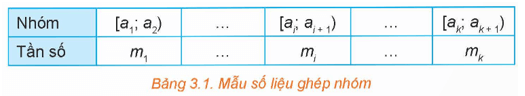 Nhóm [a₁; a₂) ... [aᵢ; aᵢ₊₁) ... [aₖ; aₖ₊₁)
Tần số m₁ ... mᵢ ... mₖ
Bảng 3.1. Mẫu số liệu ghép nhóm